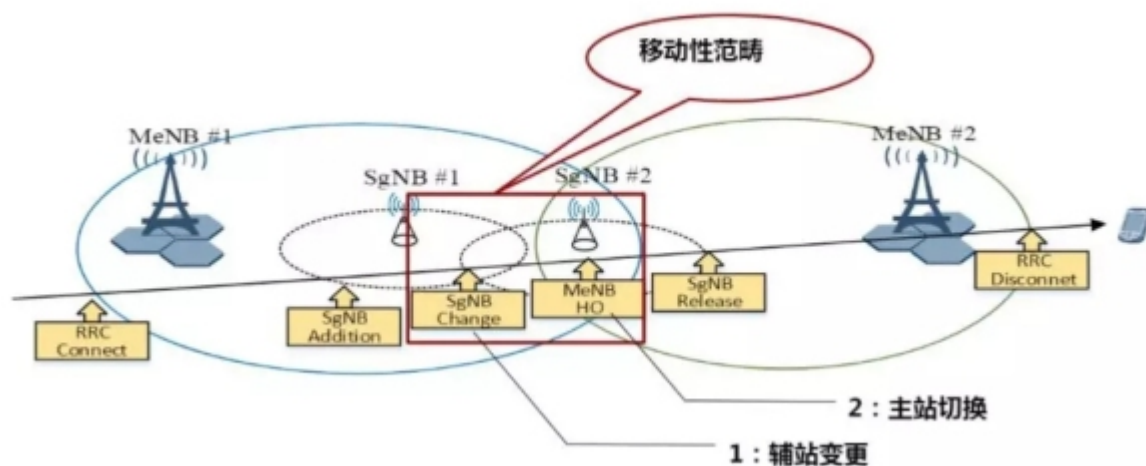 移动性范畴
MeNB #1
MeNB #2
SgNB #1
SgNB #2
RRC
Connect
SgNB
Addition
SgNB
Change
MeNB
HO
SgNB
Release
RRC
Disconnet
2：主站切换
1：辅站变更